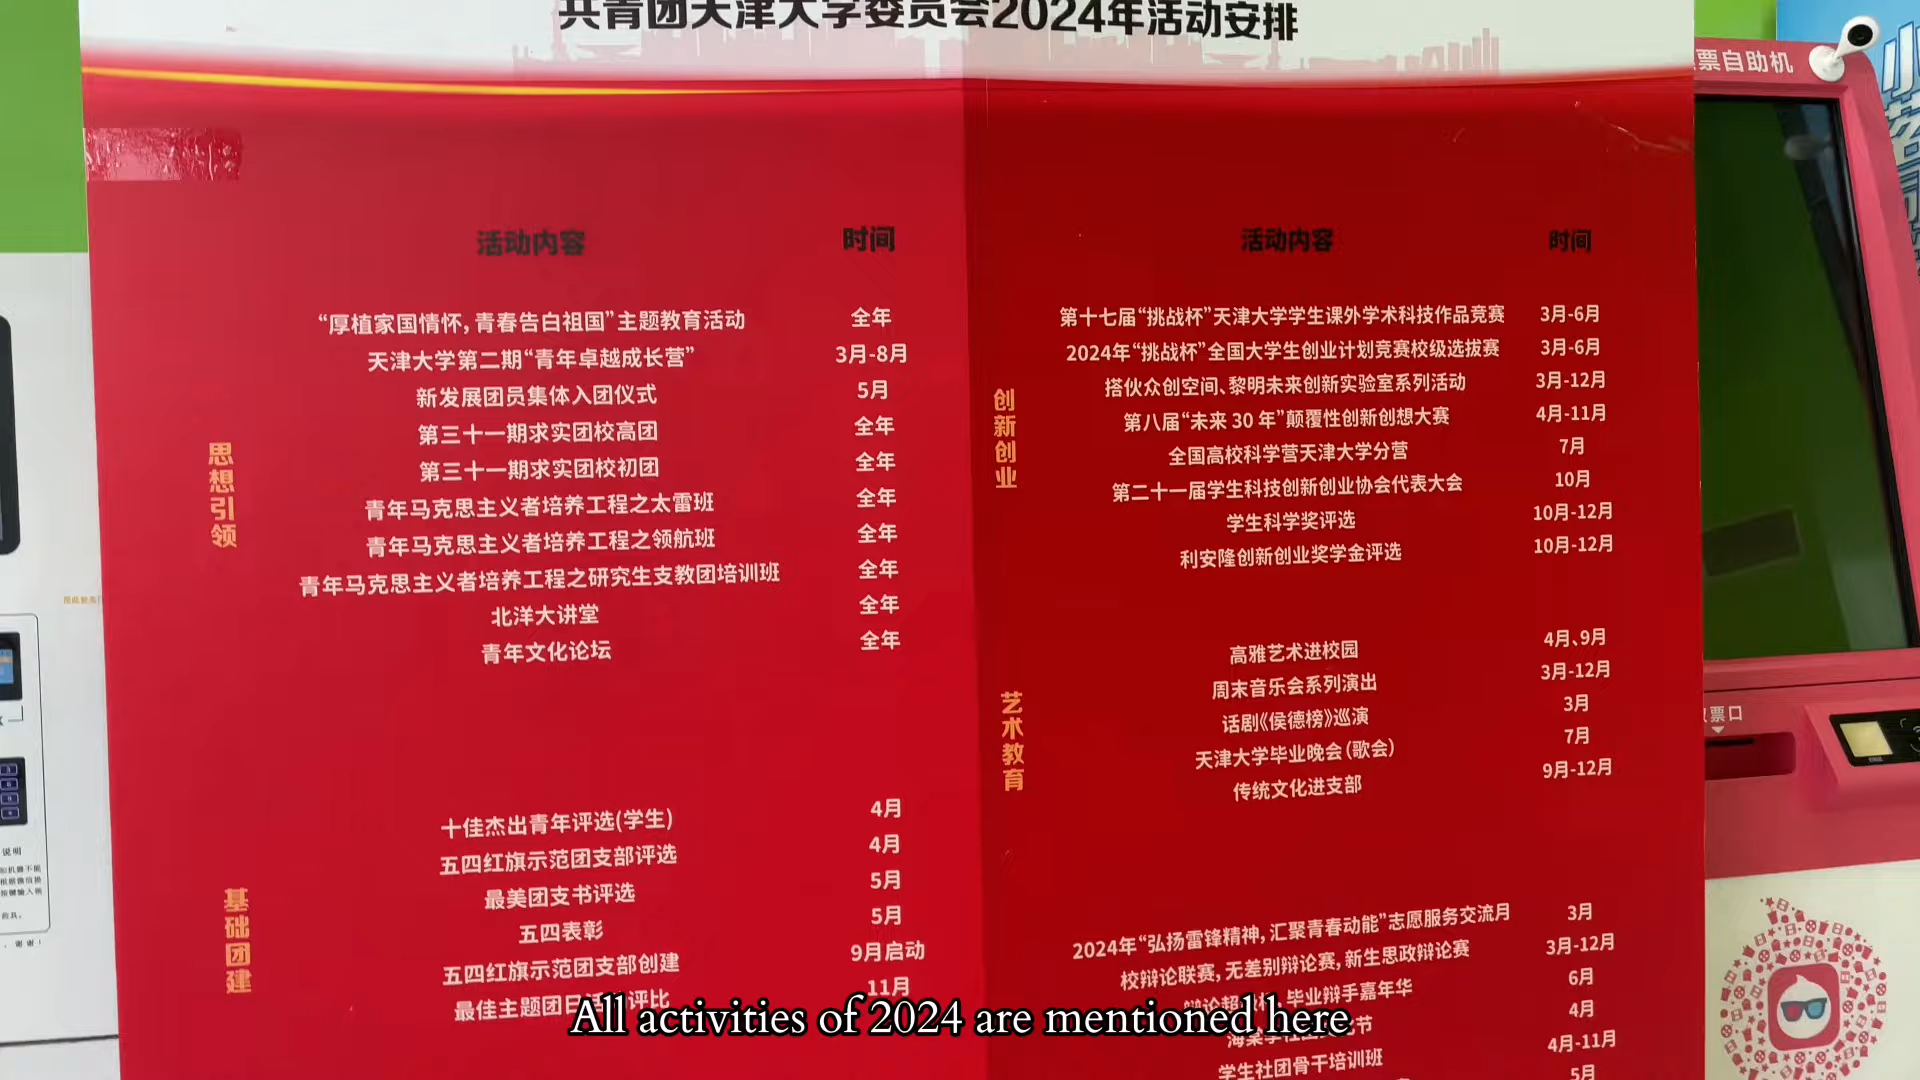 共青团天津大学委员会2024年活动安排
活动内容 时间
思想引领
“厚植家国情怀,青春告白祖国”主题教育活动 全年
天津大学第二期“青年卓越成长营” 3月-8月
新发展团员集体入团仪式 5月
第三十一期求实团校高团 全年
第三十一期求实团校初团 全年
青年马克思主义者培养工程之太雷班 全年
青年马克思主义者培养工程之领航班 全年
青年马克思主义者培养工程之研究生支教团培训班 全年
北洋大讲堂 全年
青年文化论坛 全年
基础团建
十佳杰出青年评选(学生) 4月
五四红旗示范团支部评选 4月
最美团支书评选 5月
五四表彰 5月
五四红旗示范团支部创建 9月启动
最佳主题团日 评比 11月
活动内容 时间
创新创业
第十七届“挑战杯”天津大学学生课外学术科技作品竞赛 3月-6月
2024年“挑战杯”全国大学生创业计划竞赛校级选拔赛 3月-6月
搭伙众创空间、黎明未来创新实验室系列活动 3月-12月
第八届“未来30年”颠覆性创新创想大赛 4月-11月
全国高校科学营天津大学分营 7月
第二十一届学生科技创新创业协会代表大会 10月
学生科学奖评选 10月-12月
利安隆创新创业奖学金评选 10月-12月
艺术教育
高雅艺术进校园 4月、9月
周末音乐会系列演出 3月-12月
话剧《侯德榜》巡演 3月
天津大学毕业晚会(歌会) 7月
传统文化进支部 9月-12月
2024年“弘扬雷锋精神,汇聚青春动能”志愿服务交流月 3月
校辩论联赛,无差别辩论赛,新生思政辩论赛 3月-12月
毕业辩手嘉年华 6月
节 4月
学生社团骨干培训班 4月-11月
5月
All activities of 2024 are mentioned here
票自助机
票口
说明